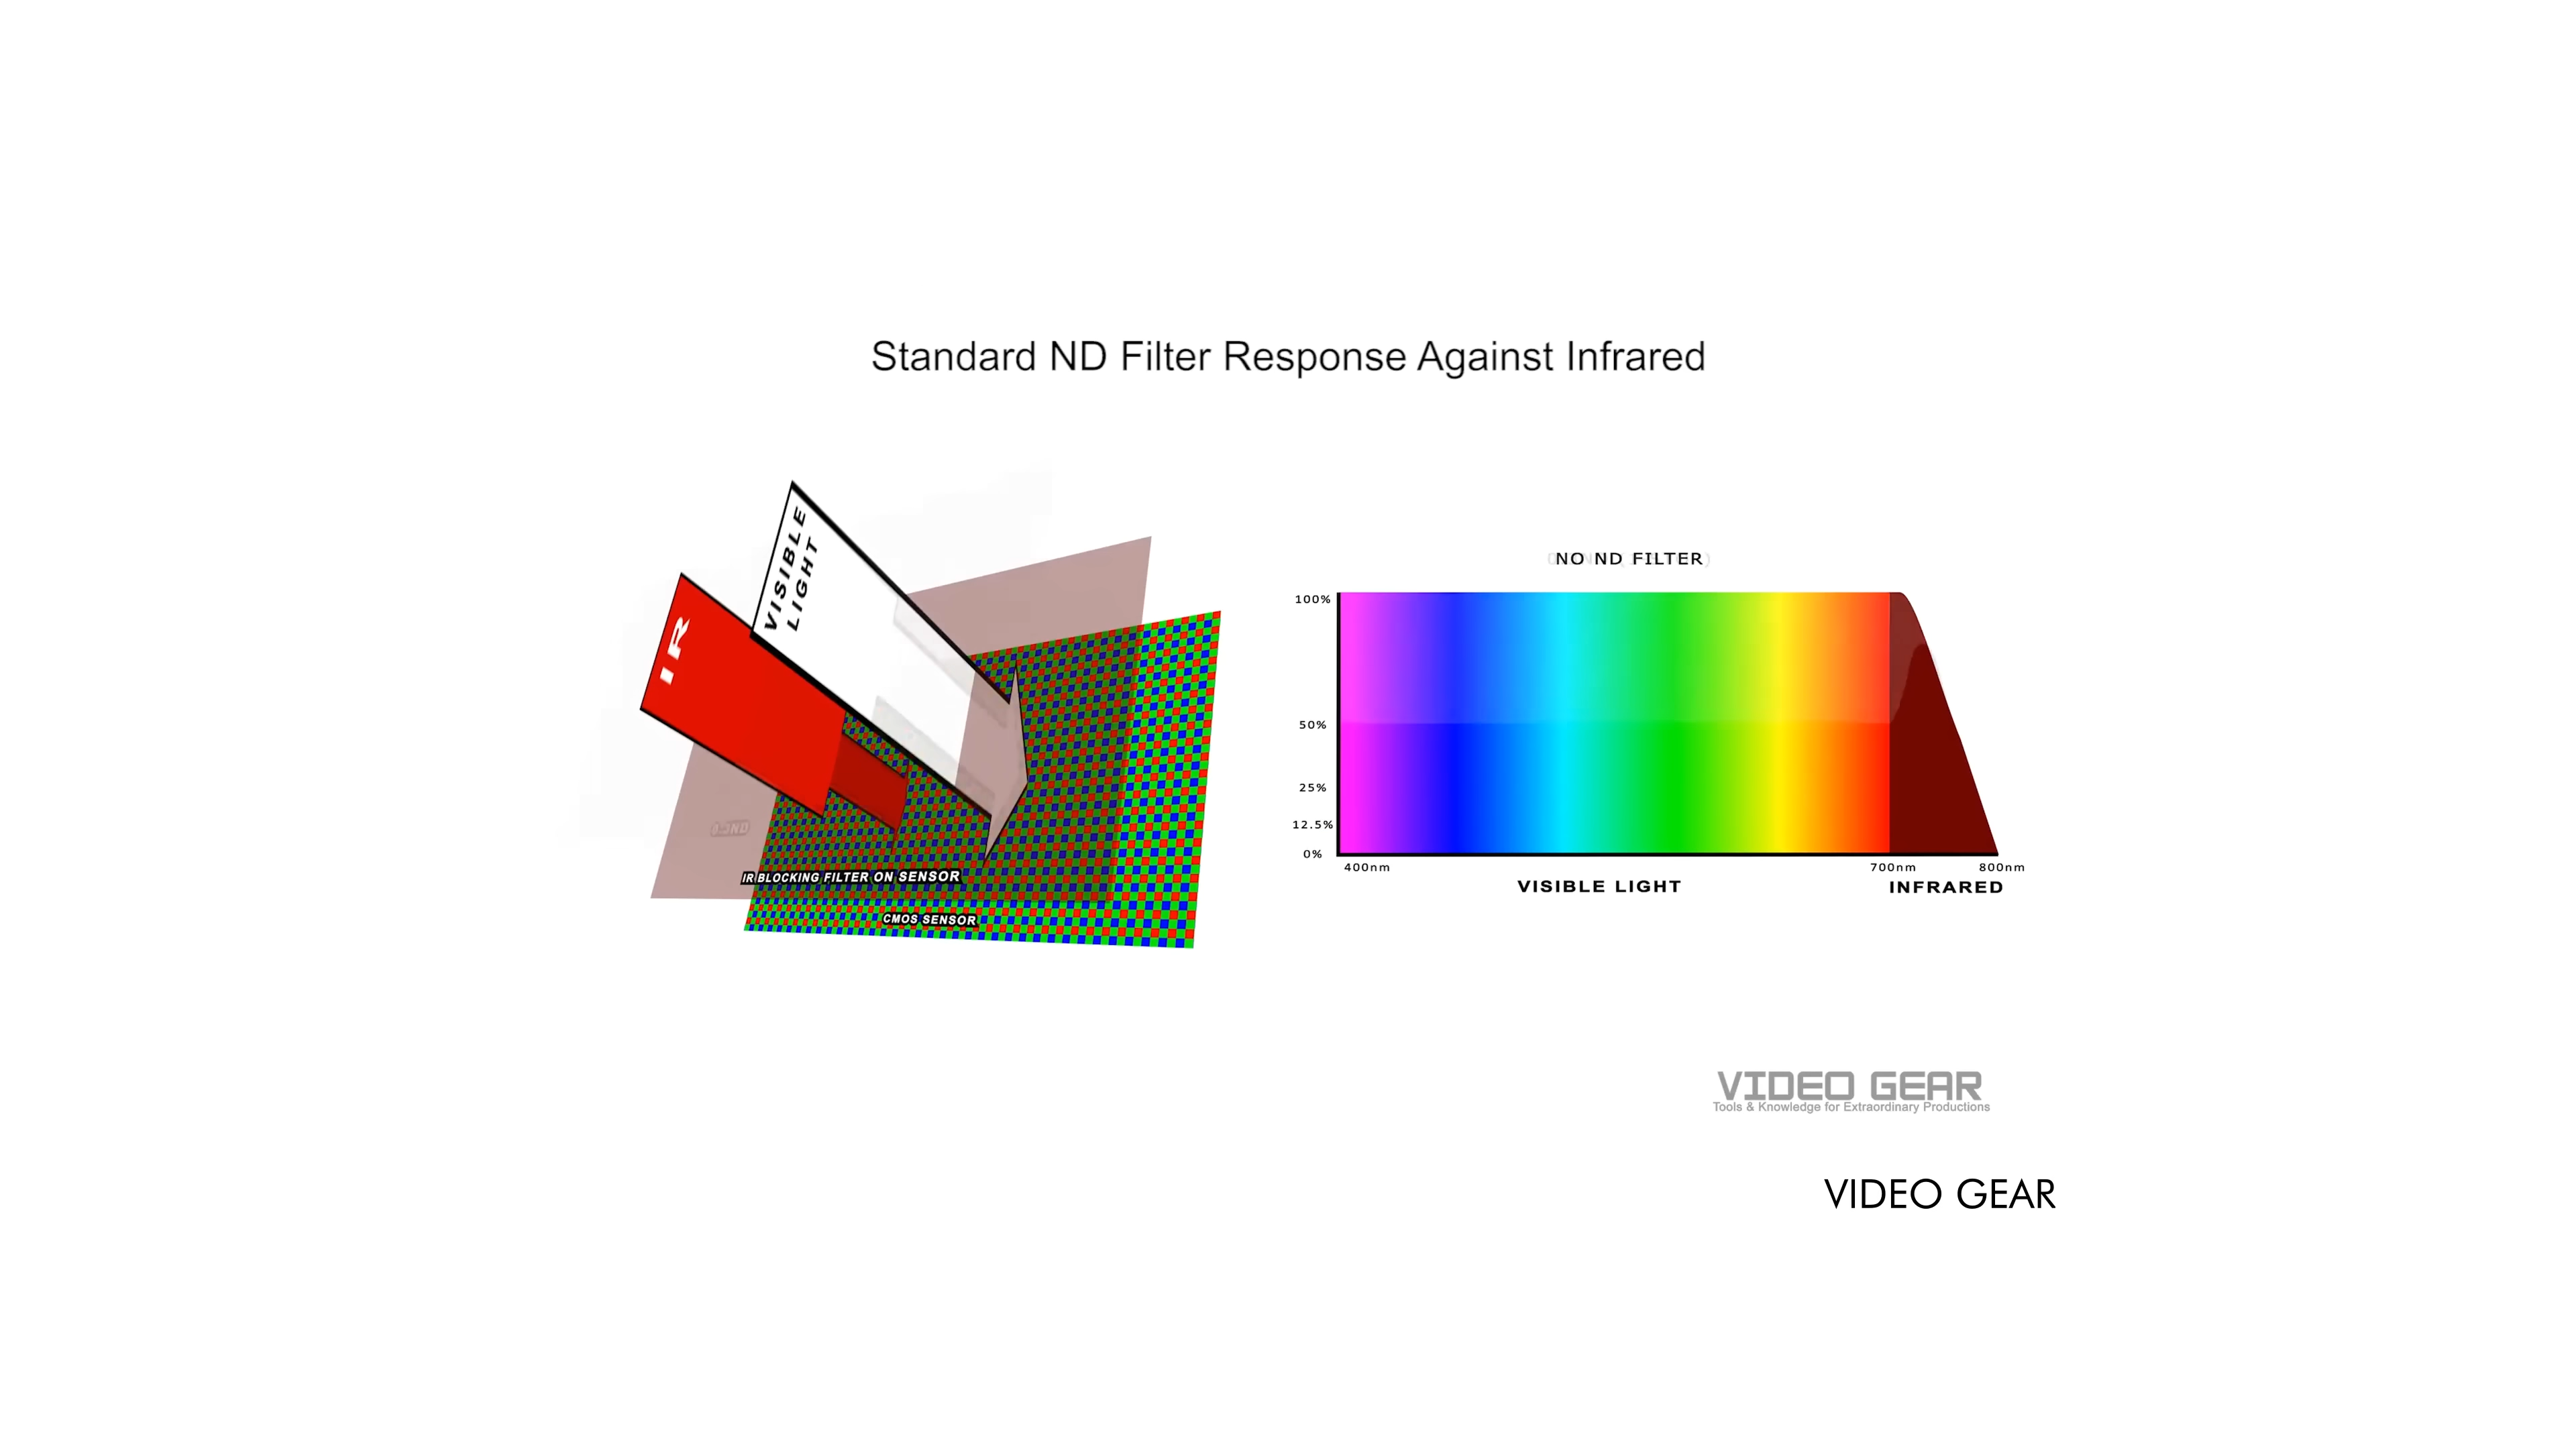 Standard ND Filter Response Against Infrared
VISIBLE
LIGHT
IR
IR BLOCKING FILTER ON SENSOR
CMOS SENSOR
NO ND FILTER
100%
50%
25%
12.5%
0%
400nm
700nm
800nm
VISIBLE LIGHT
INFRARED
VIDEO GEAR
Tools & Knowledge for Extraordinary Productions
VIDEO GEAR